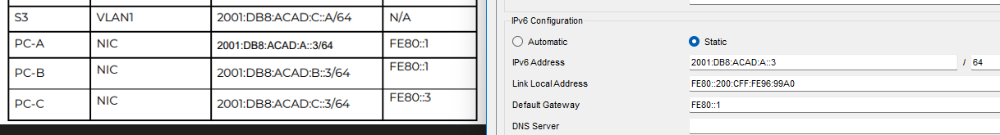 S3 VLAN1 2001:DB8:ACAD:C::A/64 N/A
PC-A NIC 2001:DB8:ACAD:A::3/64 FE80::1
PC-B NIC 2001:DB8:ACAD:B::3/64 FE80::1
PC-C NIC 2001:DB8:ACAD:C::3/64 FE80::3
IPv6 Configuration
Automatic Static
IPv6 Address 2001:DB8:ACAD:A::3 / 64
Link Local Address FE80::200:CFF:FE96:99A0
Default Gateway FE80::1
DNS Server